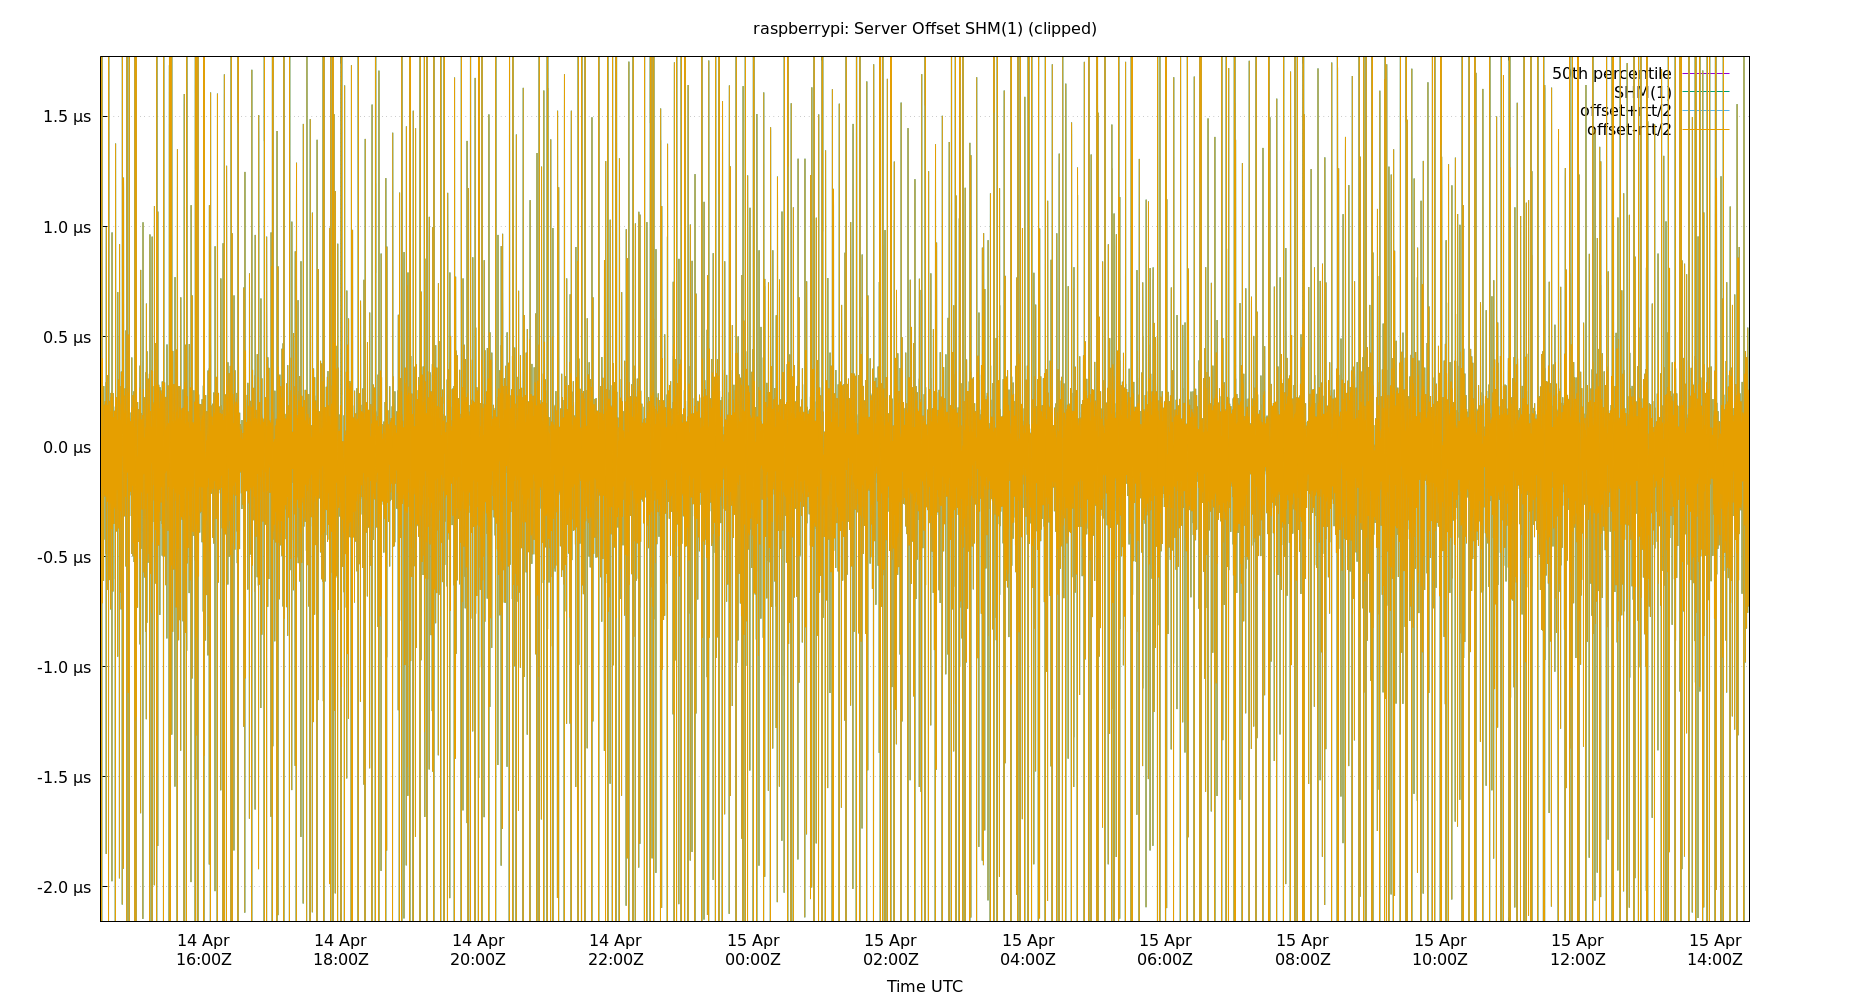 raspberrypi: Server Offset SHM(1) (clipped)
50th percentile
SHM(1)
offset+rtt/2
offset-rtt/2
1.5 µs
1.0 µs
0.5 µs
0.0 µs
-0.5 µs
-1.0 µs
-1.5 µs
-2.0 µs
14 Apr 14 Apr 14 Apr 14 Apr 15 Apr 15 Apr 15 Apr 15 Apr 15 Apr 15 Apr 15 Apr 15 Apr
16:00Z 18:00Z 20:00Z 22:00Z 00:00Z 02:00Z 04:00Z 06:00Z 08:00Z 10:00Z 12:00Z 14:00Z
Time UTC